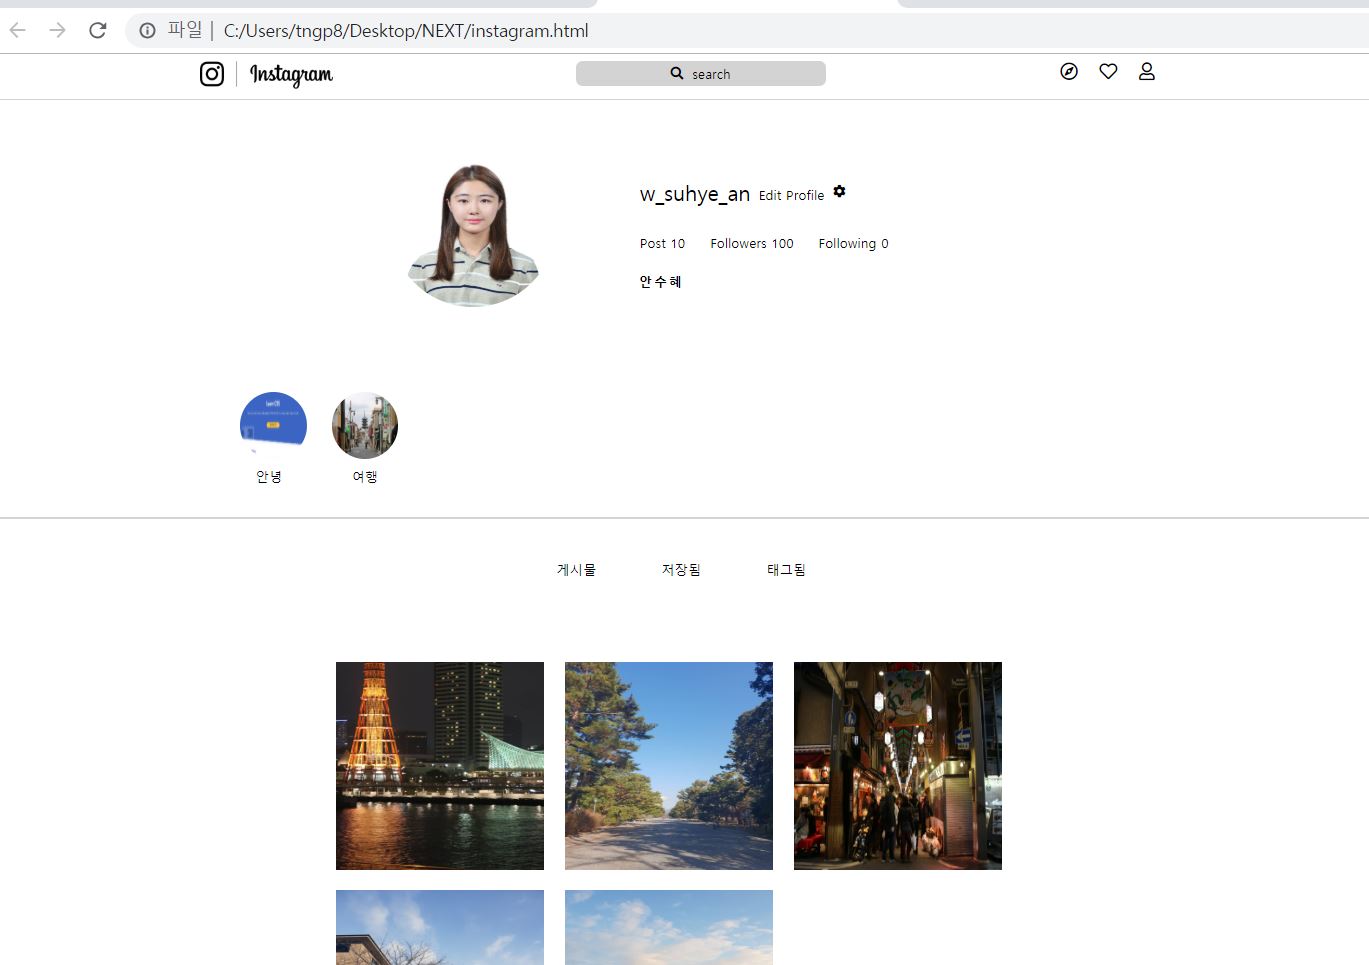 파일 | C:/Users/tngp8/Desktop/NEXT/instagram.html
Instagram search
w_suhye_an Edit Profile
Post 10 Followers 100 Following 0
안수혜
안녕 여행
게시물 저장됨 태그됨